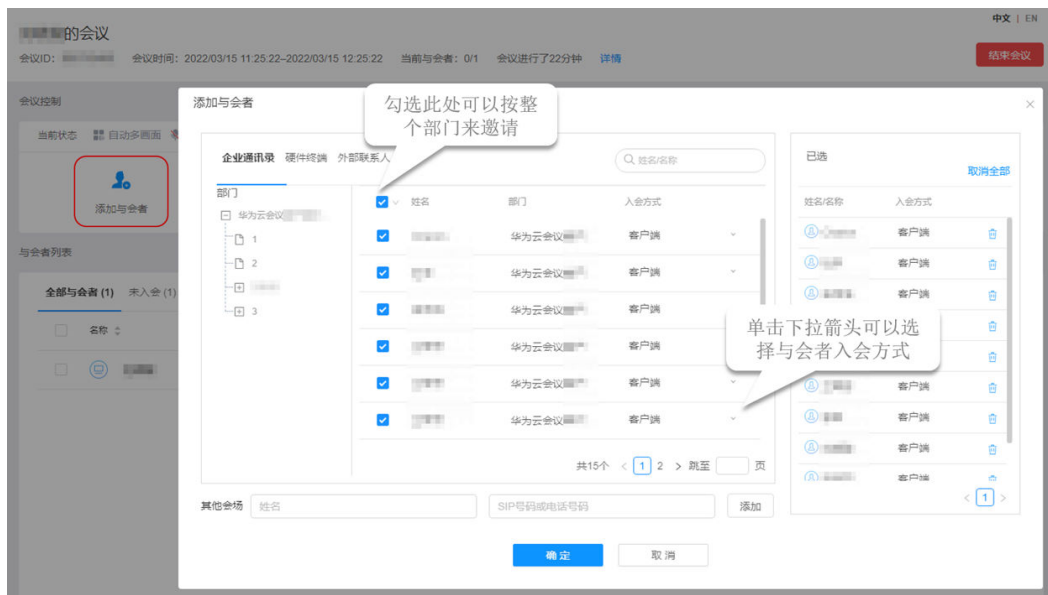 中文 | EN
的会议
会议ID： 会议时间：2022/03/15 11:25:22–2022/03/15 12:25:22 当前与会者：0/1 会议进行了22分钟 详情
结束会议
会议控制
当前状态 自动多画面
添加与会者
与会者列表
全部与会者 (1) 未入会 (1)
名称
添加与会者
勾选此处可以按整
个部门来邀请
企业通讯录 硬件终端 外部联系人
姓名/名称
部门
华为云会议
1
2
3
姓名 部门 入会方式
华为云会议 客户端
华为云会议 客户端
华为云会议 客户端
华为云会议 客户端
华为云会议 客户端
华为云会议 客户端
单击下拉箭头可以选
择与会者入会方式
共15个 < 1 2 > 跳至 页
已选
取消全部
姓名/名称 入会方式
客户端
客户端
客户端
客户端
客户端
客户端
客户端
< 1 >
其他会场 姓名 SIP号码或电话号码 添加
确定 取消